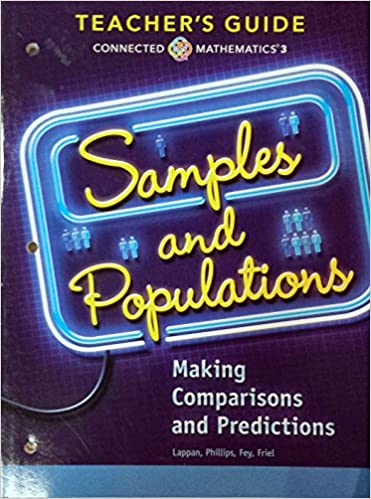 TEACHER'S GUIDE
CONNECTED MATHEMATICS® 3
Samples
and
Populations
Making
Comparisons
and Predictions
Lappan, Phillips, Fey, Friel